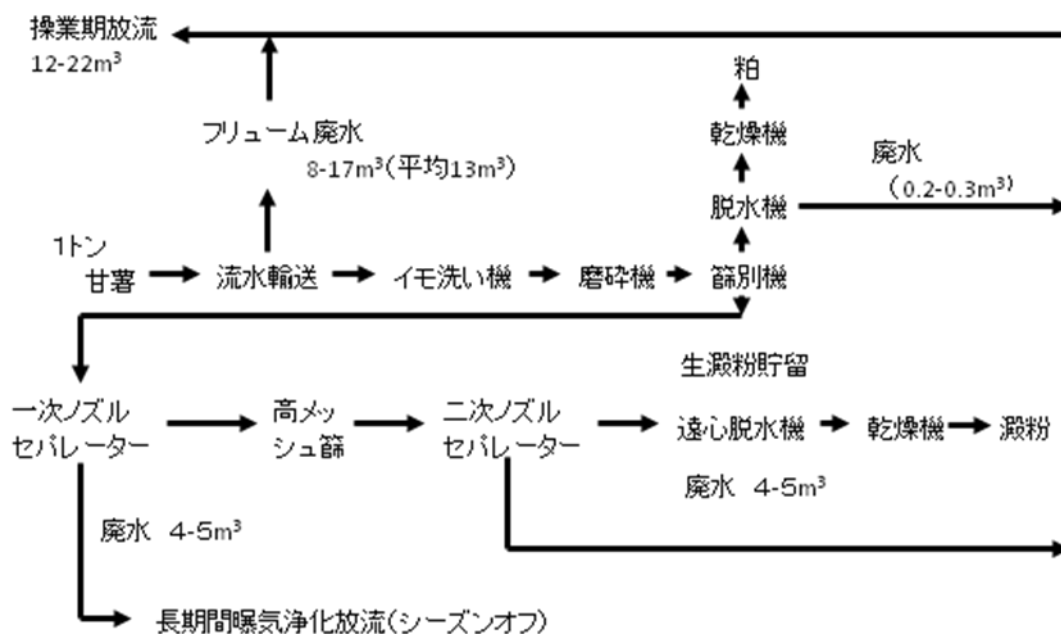 操業期放流
12-22m³
粕
フリューム廃水
8-17m³(平均13m³)
乾燥機
廃水
(0.2-0.3m³)
脱水機
1トン
甘薯
流水輸送
イモ洗い機
磨砕機
篩別機
生澱粉貯留
一次ノズル
セパレーター
高メッ
シュ篩
二次ノズル
セパレーター
遠心脱水機
乾燥機
澱粉
廃水 4-5m³
廃水 4-5m³
長期間曝気浄化放流(シーズンオフ)